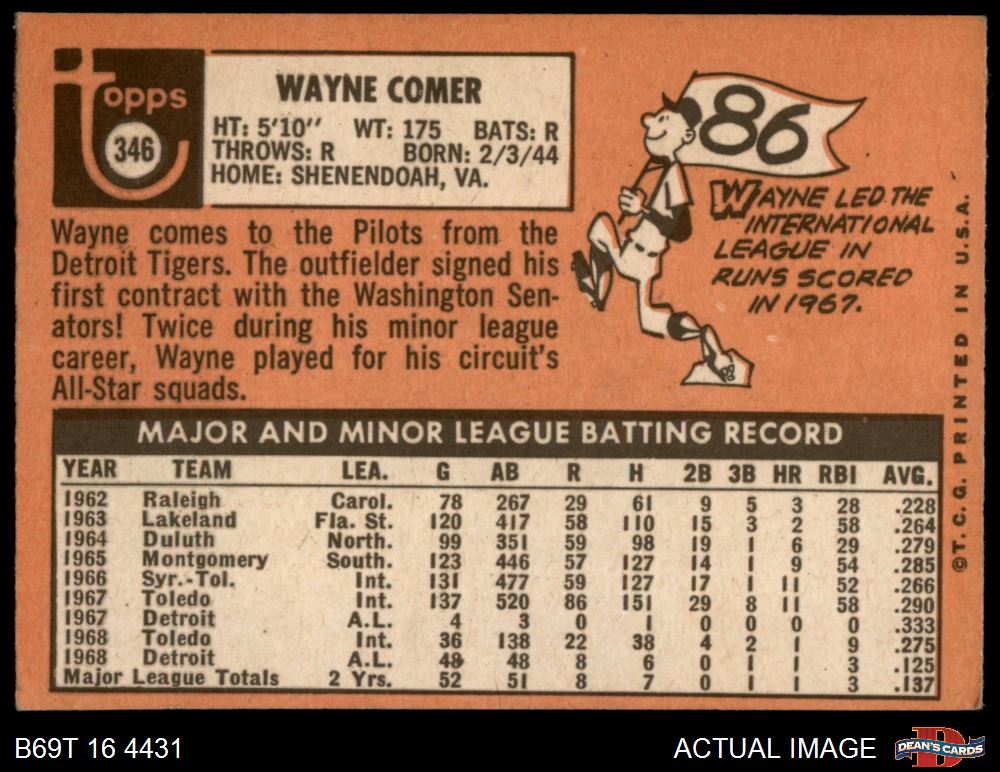 Topps
346
WAYNE COMER
HT: 5'10'' WT: 175 BATS: R
THROWS: R BORN: 2/3/44
HOME: SHENENDOAH, VA.
86
WAYNE LED THE
INTERNATIONAL
LEAGUE IN
RUNS SCORED
IN 1967.
Wayne comes to the Pilots from the
Detroit Tigers. The outfielder signed his
first contract with the Washington Sen-
ators! Twice during his minor league
career, Wayne played for his circuit's
All-Star squads.
MAJOR AND MINOR LEAGUE BATTING RECORD
YEAR TEAM LEA. G AB R H 2B 3B HR RBI AVG.
1962 Raleigh Carol. 78 267 29 61 9 5 3 28 .228
1963 Lakeland Fla. St. 120 417 58 110 15 3 2 58 .264
1964 Duluth North. 99 351 59 98 19 1 6 29 .279
1965 Montgomery South. 123 446 57 127 14 1 9 54 .285
1966 Syr.-Tol. Int. 131 477 59 127 17 1 11 52 .266
1967 Toledo Int. 137 520 86 151 29 8 11 58 .290
1967 Detroit A.L. 4 3 0 1 0 0 0 0 .333
1968 Toledo Int. 36 138 22 38 4 2 1 9 .275
1968 Detroit A.L. 48 48 8 6 0 1 1 3 .125
Major League Totals 2 Yrs. 52 51 8 7 0 1 1 3 .137
©T.C.G. PRINTED IN U.S.A.
B69T 16 4431
ACTUAL IMAGE
DEAN'S CARDS